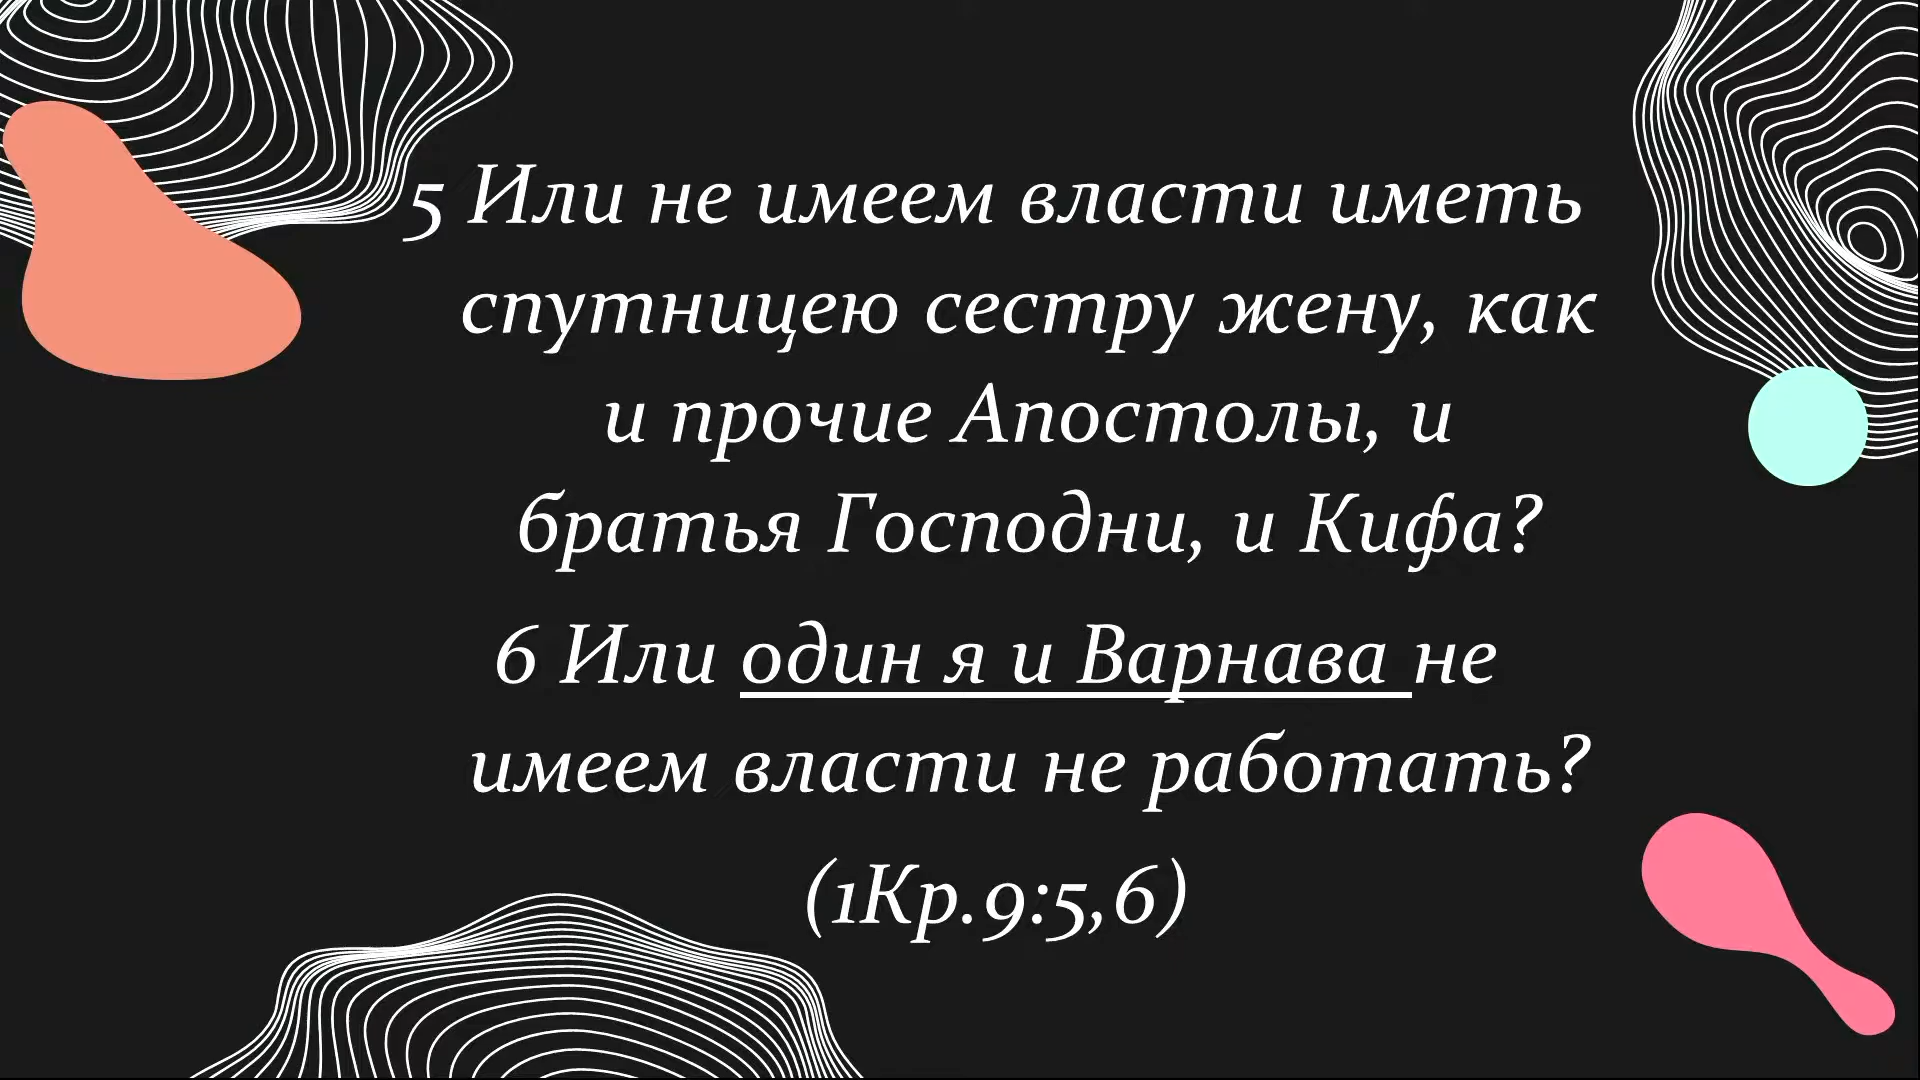 5 Или не имеем власти иметь
спутницею сестру жену, как
и прочие Апостолы, и
братья Господни, и Кифа?
6 Или один я и Варнава не
имеем власти не работать?
(1Кр.9:5,6)